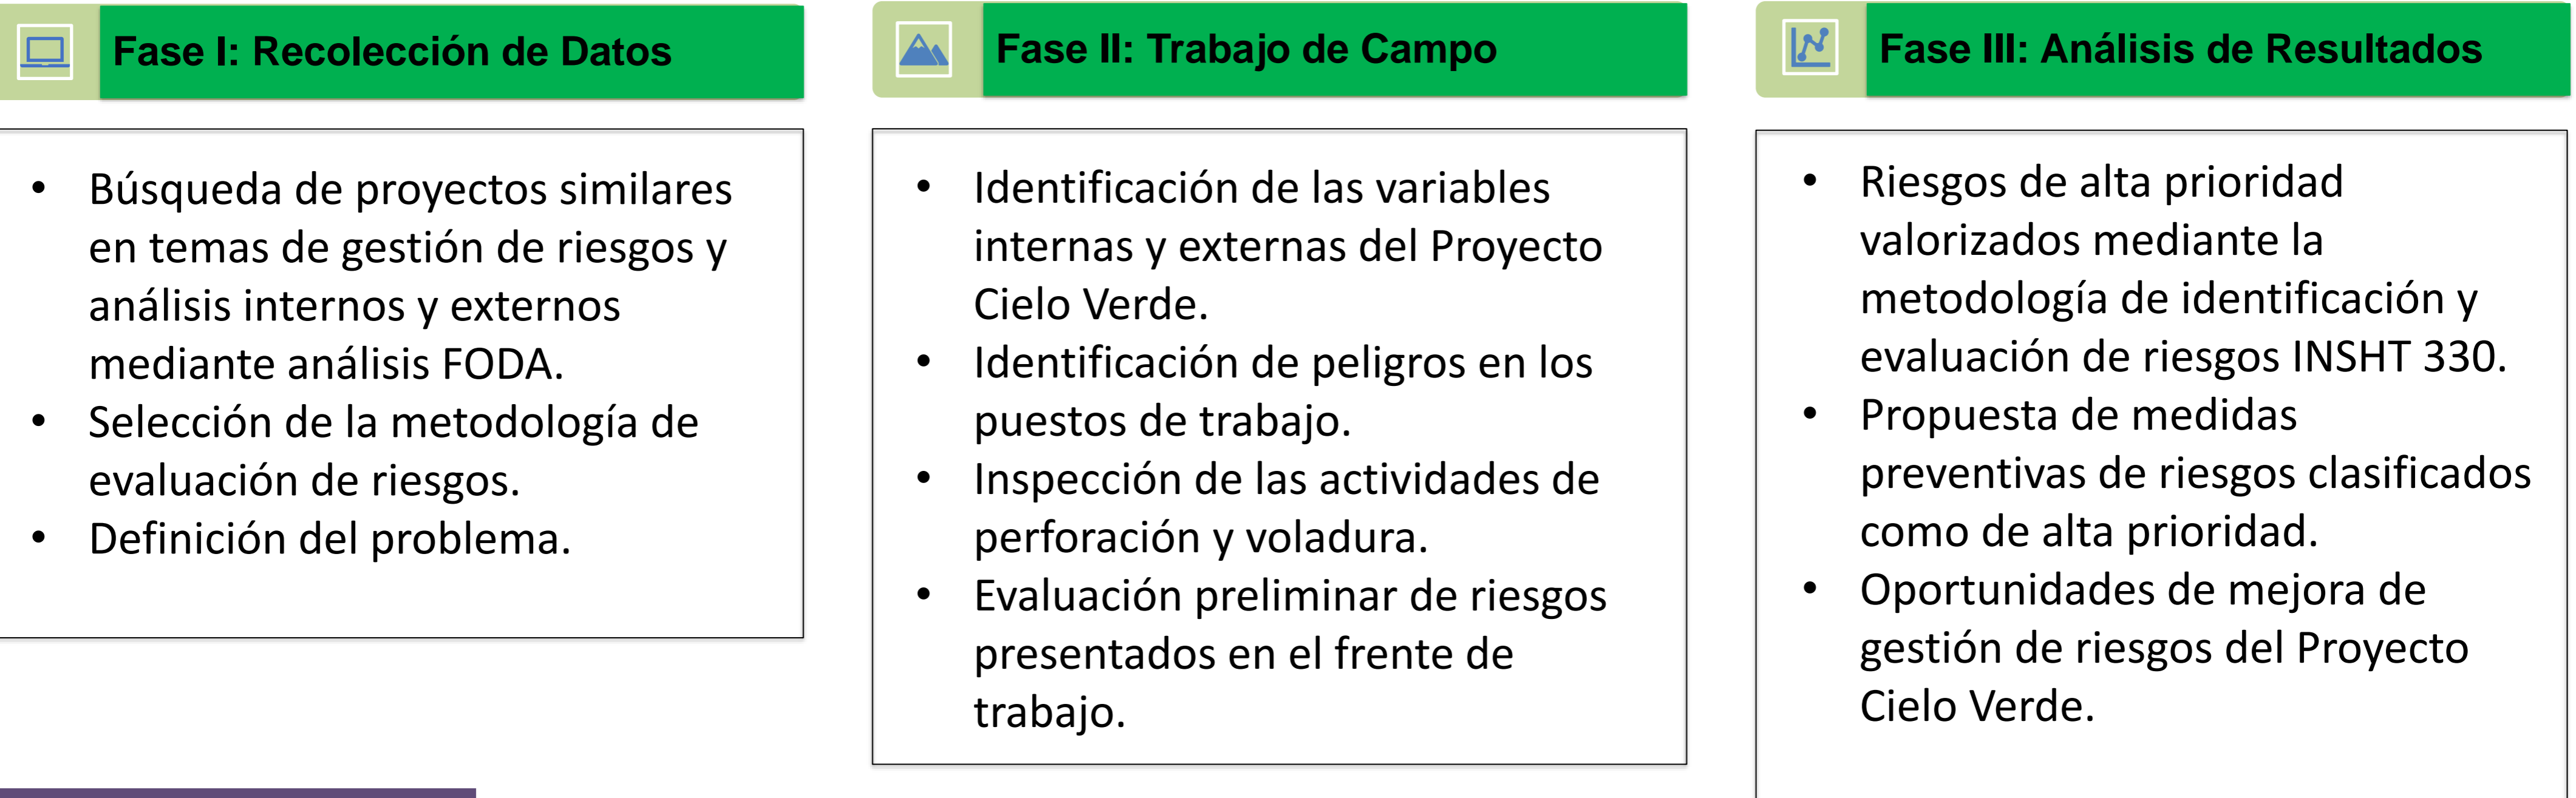 Fase I: Recolección de Datos
• Búsqueda de proyectos similares
en temas de gestión de riesgos y
análisis internos y externos
mediante análisis FODA.
• Selección de la metodología de
evaluación de riesgos.
• Definición del problema.
Fase II: Trabajo de Campo
• Identificación de las variables
internas y externas del Proyecto
Cielo Verde.
• Identificación de peligros en los
puestos de trabajo.
• Inspección de las actividades de
perforación y voladura.
• Evaluación preliminar de riesgos
presentados en el frente de
trabajo.
Fase III: Análisis de Resultados
• Riesgos de alta prioridad
valorizados mediante la
metodología de identificación y
evaluación de riesgos INSHT 330.
• Propuesta de medidas
preventivas de riesgos clasificados
como de alta prioridad.
• Oportunidades de mejora de
gestión de riesgos del Proyecto
Cielo Verde.